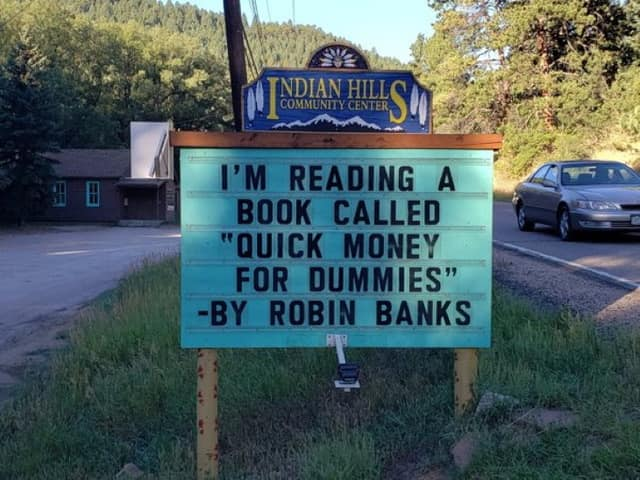 INDIAN HILLS
COMMUNITY CENTER
I'M READING A
BOOK CALLED
"QUICK MONEY
FOR DUMMIES"
-BY ROBIN BANKS